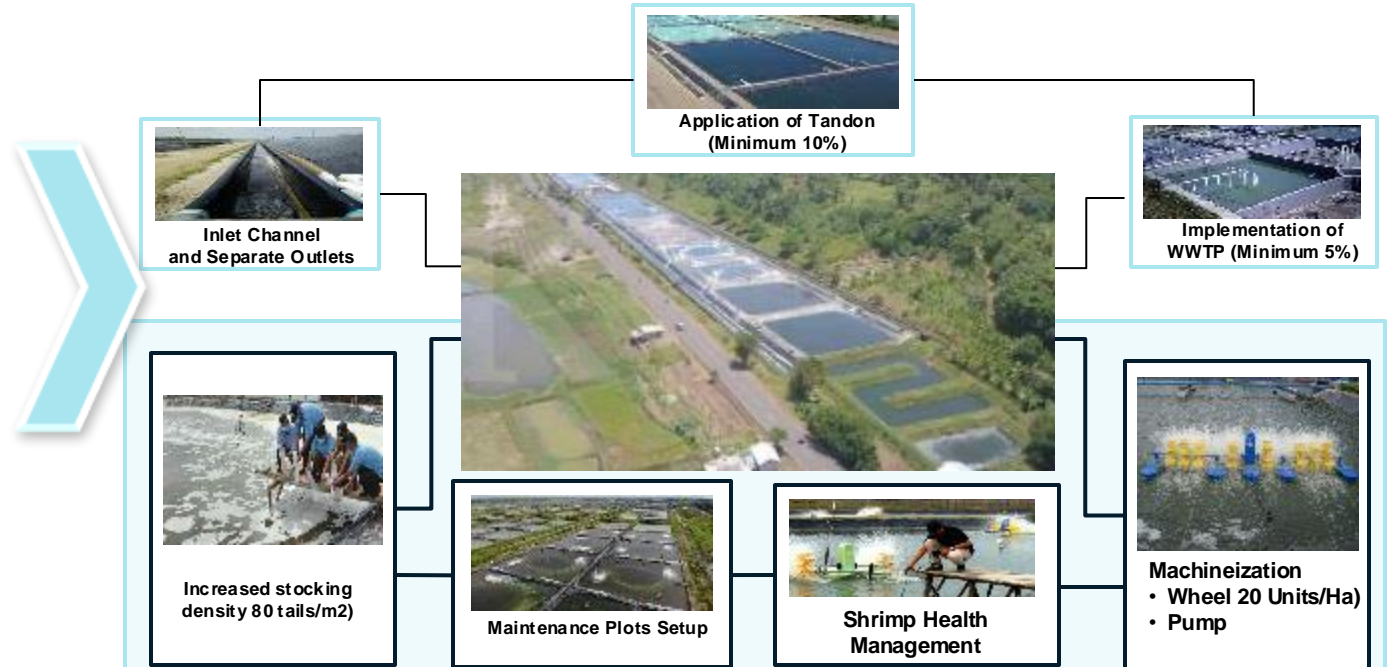 Application of Tandon
(Minimum 10%)
Inlet Channel
and Separate Outlets
Implementation of
WWTP (Minimum 5%)
Increased stocking
density 80 tails/m2)
Maintenance Plots Setup
Shrimp Health
Management
Machineization
• Wheel 20 Units/Ha)
• Pump